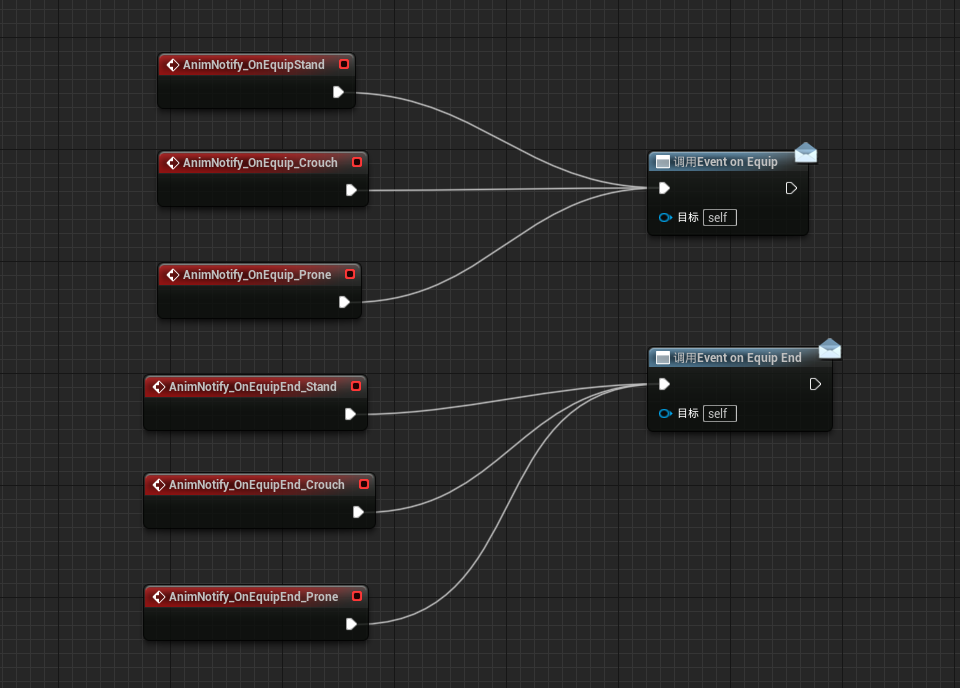 AnimNotify_OnEquipStand
AnimNotify_OnEquip_Crouch
调用Event on Equip
目标 self
AnimNotify_OnEquip_Prone
调用Event on Equip End
目标 self
AnimNotify_OnEquipEnd_Stand
AnimNotify_OnEquipEnd_Crouch
AnimNotify_OnEquipEnd_Prone